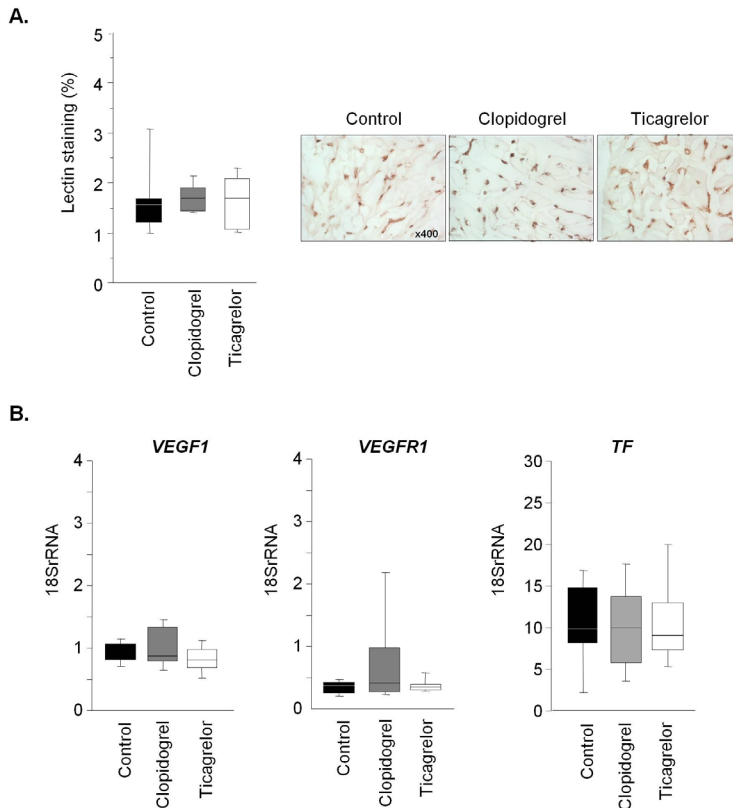 A.
Lectin staining (%)
5
4
3
2
1
0
Control
Clopidogrel
Ticagrelor
Control
Clopidogrel
Ticagrelor
x400
B.
VEGF1
18SrRNA
4
3
2
1
0
Control
Clopidogrel
Ticagrelor
VEGFR1
18SrRNA
4
3
2
1
0
Control
Clopidogrel
Ticagrelor
TF
18SrRNA
30
25
20
15
10
5
0
Control
Clopidogrel
Ticagrelor